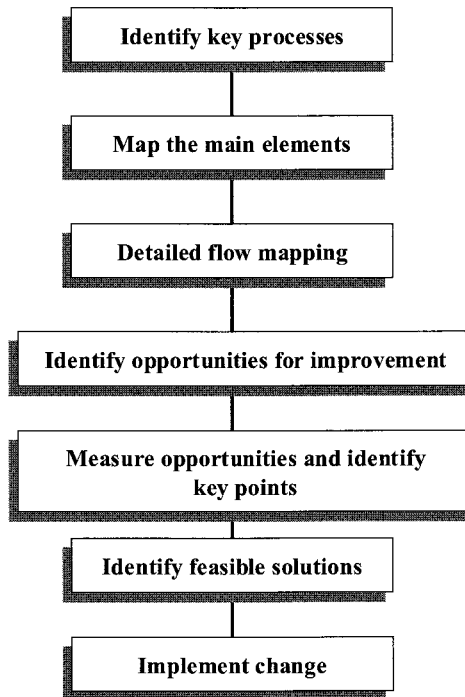 Identify key processes
Map the main elements
Detailed flow mapping
Identify opportunities for improvement
Measure opportunities and identify
key points
Identify feasible solutions
Implement change